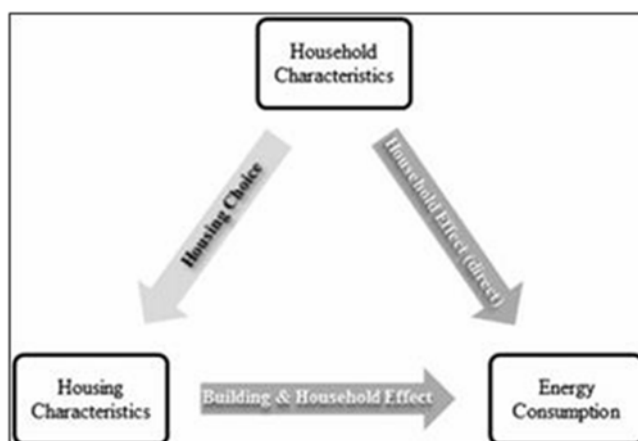 Household
Characteristics
Housing Choice
Household Effect (direct)
Housing
Characteristics
Building & Household Effect
Energy
Consumption